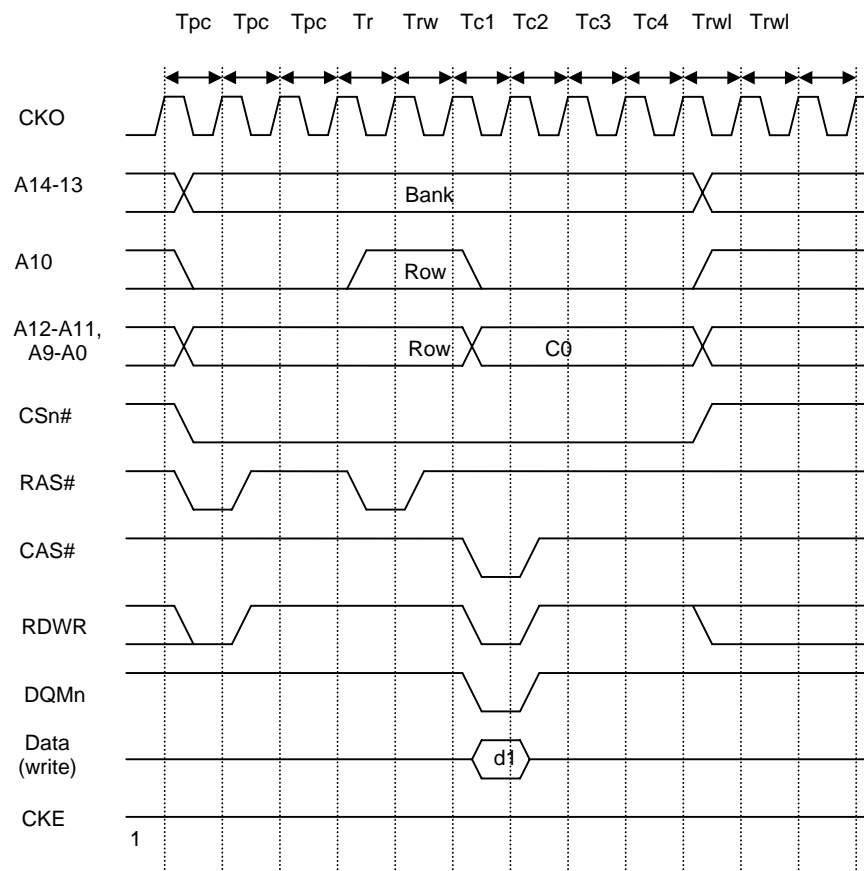 Tpc Tpc Tpc Tr Trw Tc1 Tc2 Tc3 Tc4 Trwl Trwl
CKO
A14-13
Bank
A10
Row
A12-A11,
A9-A0
Row
C0
CSn#
RAS#
CAS#
RDWR
DQMn
Data
(write)
d1
CKE
1